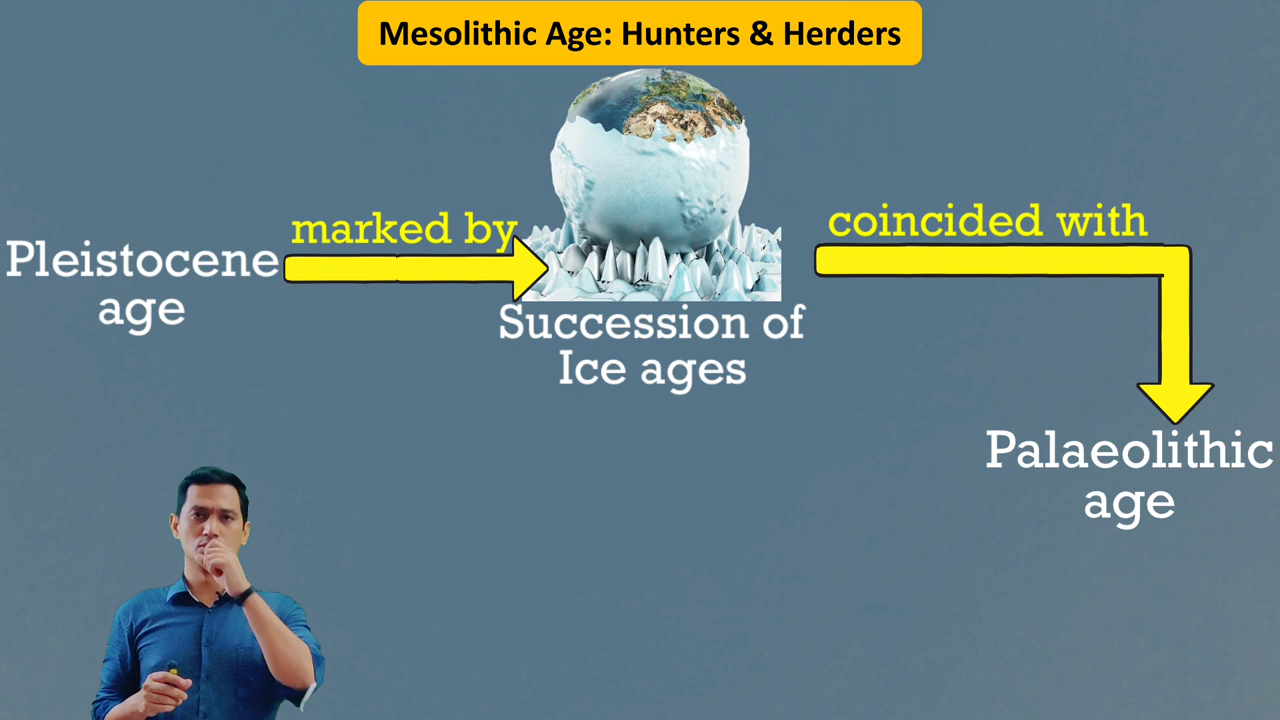 Mesolithic Age: Hunters & Herders
marked by
Pleistocene
age
Succession of
Ice ages
coincided with
Palaeolithic
age